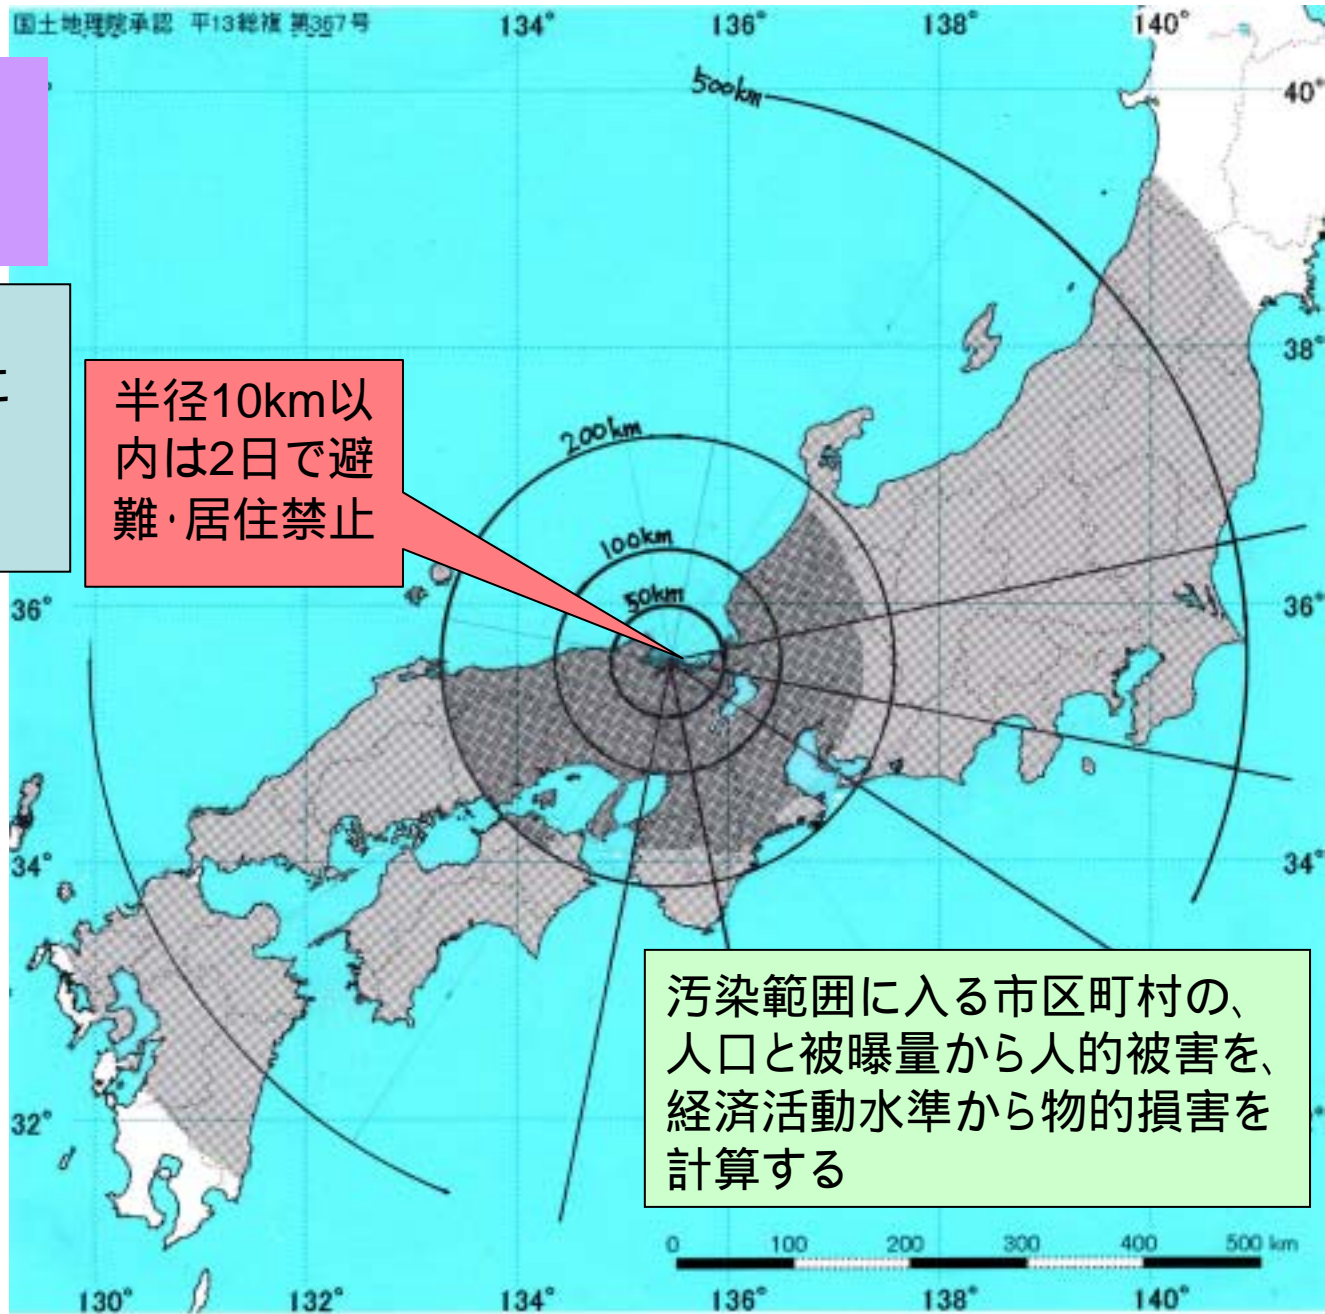 国土地理院承認 平13総複 第367号
134° 136° 138° 140°
500km
40°
38°
に
半径10km以
内は2日で避
難・居住禁止
200km
100km
50km
36° 36°
34° 34°
汚染範囲に入る市区町村の、
人口と被曝量から人的被害を、
経済活動水準から物的損害を
計算する
32°
0 100 200 300 400 500 km
130° 132° 134° 136° 138° 140°